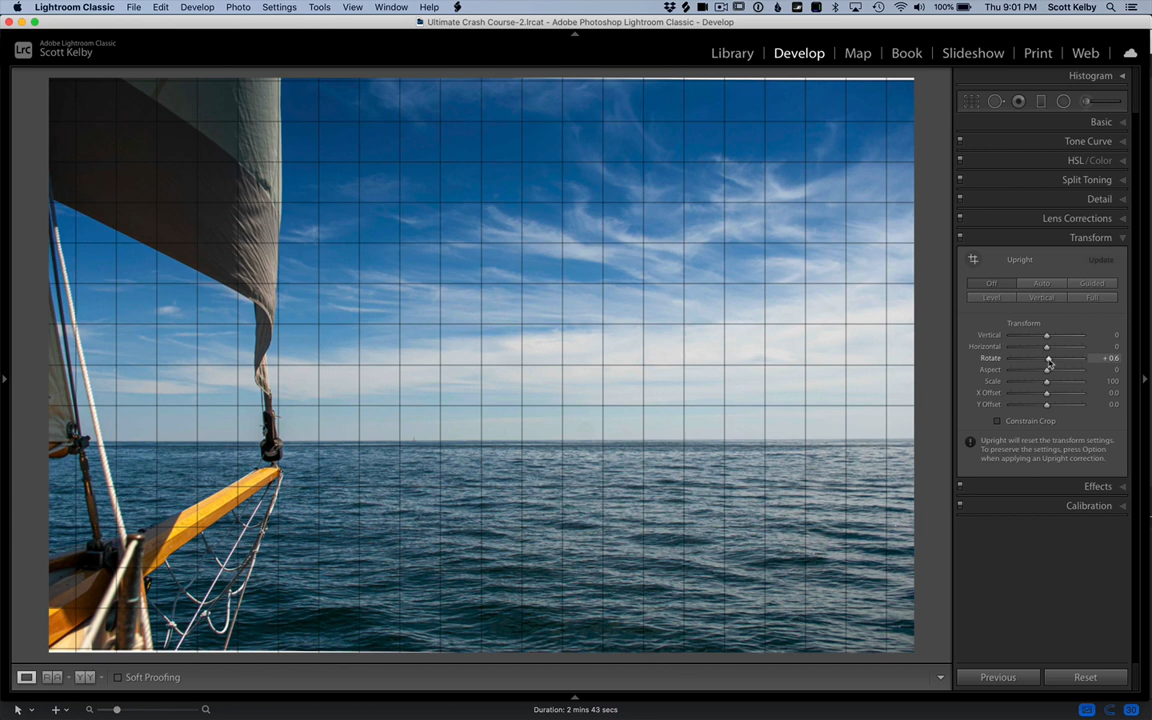 Lightroom Classic File Edit Develop Photo Settings Tools View Window Help 100% Thu 9:01 PM Scott Kelby
Ultimate Crash Course-2.lrcat - Adobe Photoshop Lightroom Classic - Develop
LrC Adobe Lightroom Classic
Scott Kelby
Library | Develop | Map | Book | Slideshow | Print | Web
Histogram
Basic
Tone Curve
HSL / Color
Split Toning
Detail
Lens Corrections
Transform
Upright Update
Off Auto Guided
Level Vertical Full
Transform
Vertical 0
Horizontal 0
Rotate + 0.6
Aspect 0
Scale 100
X Offset 0.0
Y Offset 0.0
Constrain Crop
Upright will reset the transform settings.
To preserve the settings, press Option
when applying an Upright correction.
Effects
Calibration
Soft Proofing
Previous Reset
Duration: 2 mins 43 secs
30